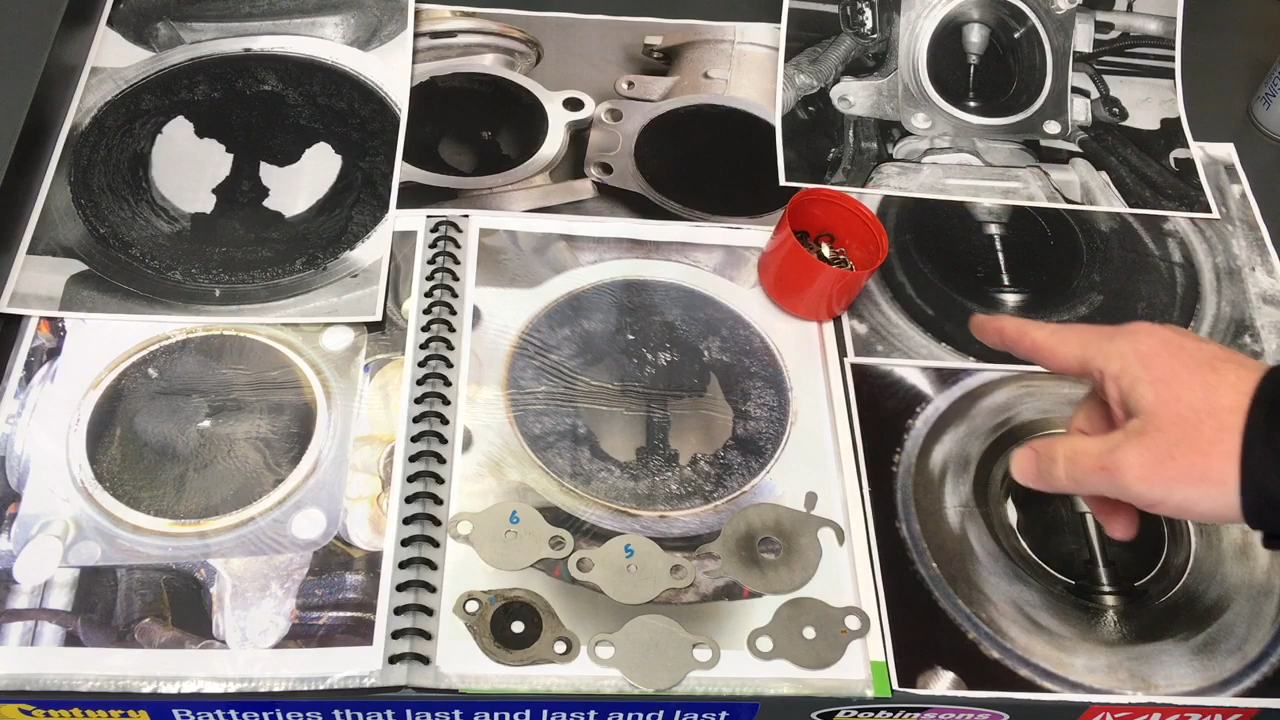 6
5
Century
Batteries that last and last and last
Dobinsons